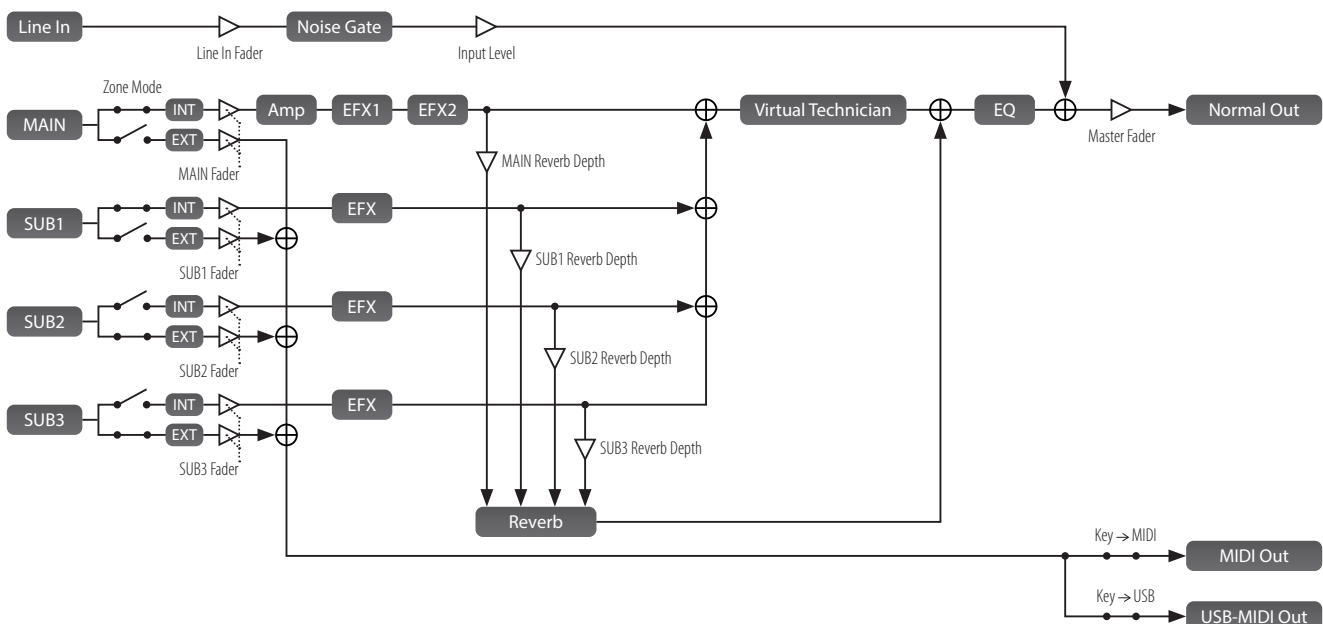 Line In
Line In Fader
Noise Gate
Input Level
Zone Mode
MAIN
INT
EXT
MAIN Fader
Amp
EFX1
EFX2
MAIN Reverb Depth
Virtual Technician
EQ
Master Fader
Normal Out
SUB1
INT
EXT
SUB1 Fader
EFX
SUB1 Reverb Depth
SUB2
INT
EXT
SUB2 Fader
EFX
SUB2 Reverb Depth
SUB3
INT
EXT
SUB3 Fader
EFX
SUB3 Reverb Depth
Reverb
Key → MIDI
MIDI Out
Key → USB
USB-MIDI Out